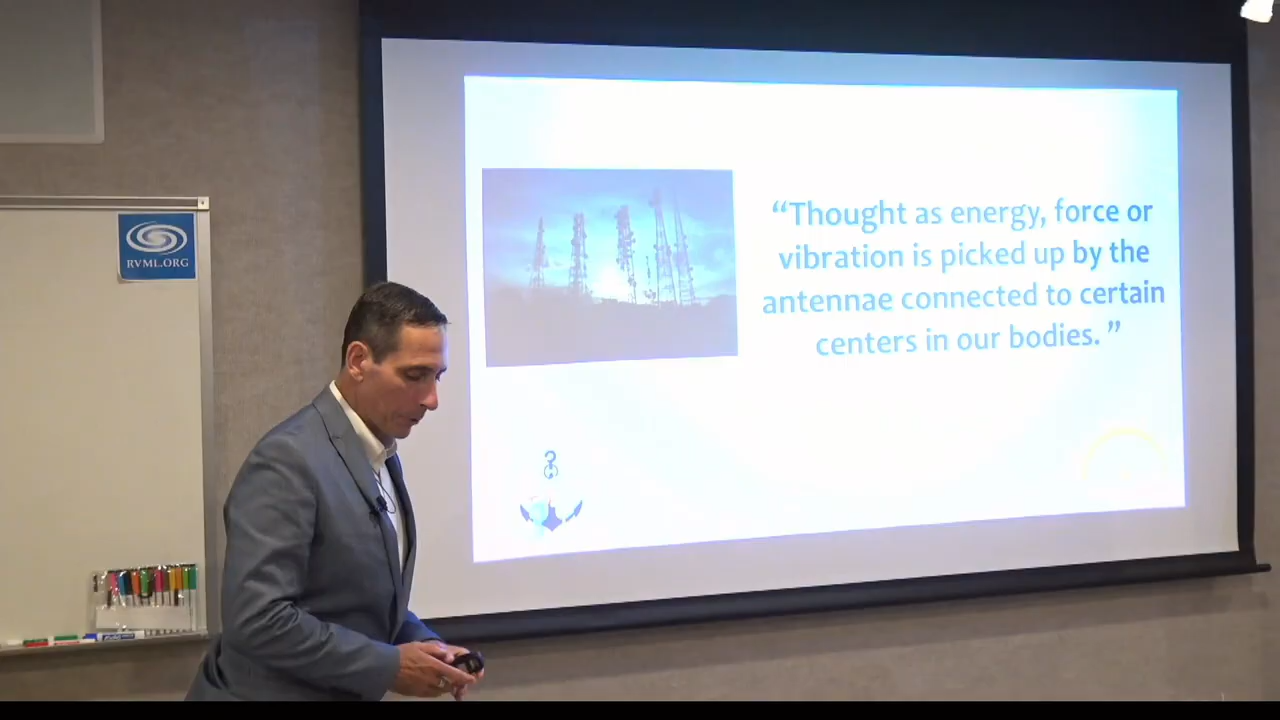 RVML.ORG
“Thought as energy, force or
vibration is picked up by the
antennae connected to certain
centers in our bodies. ”